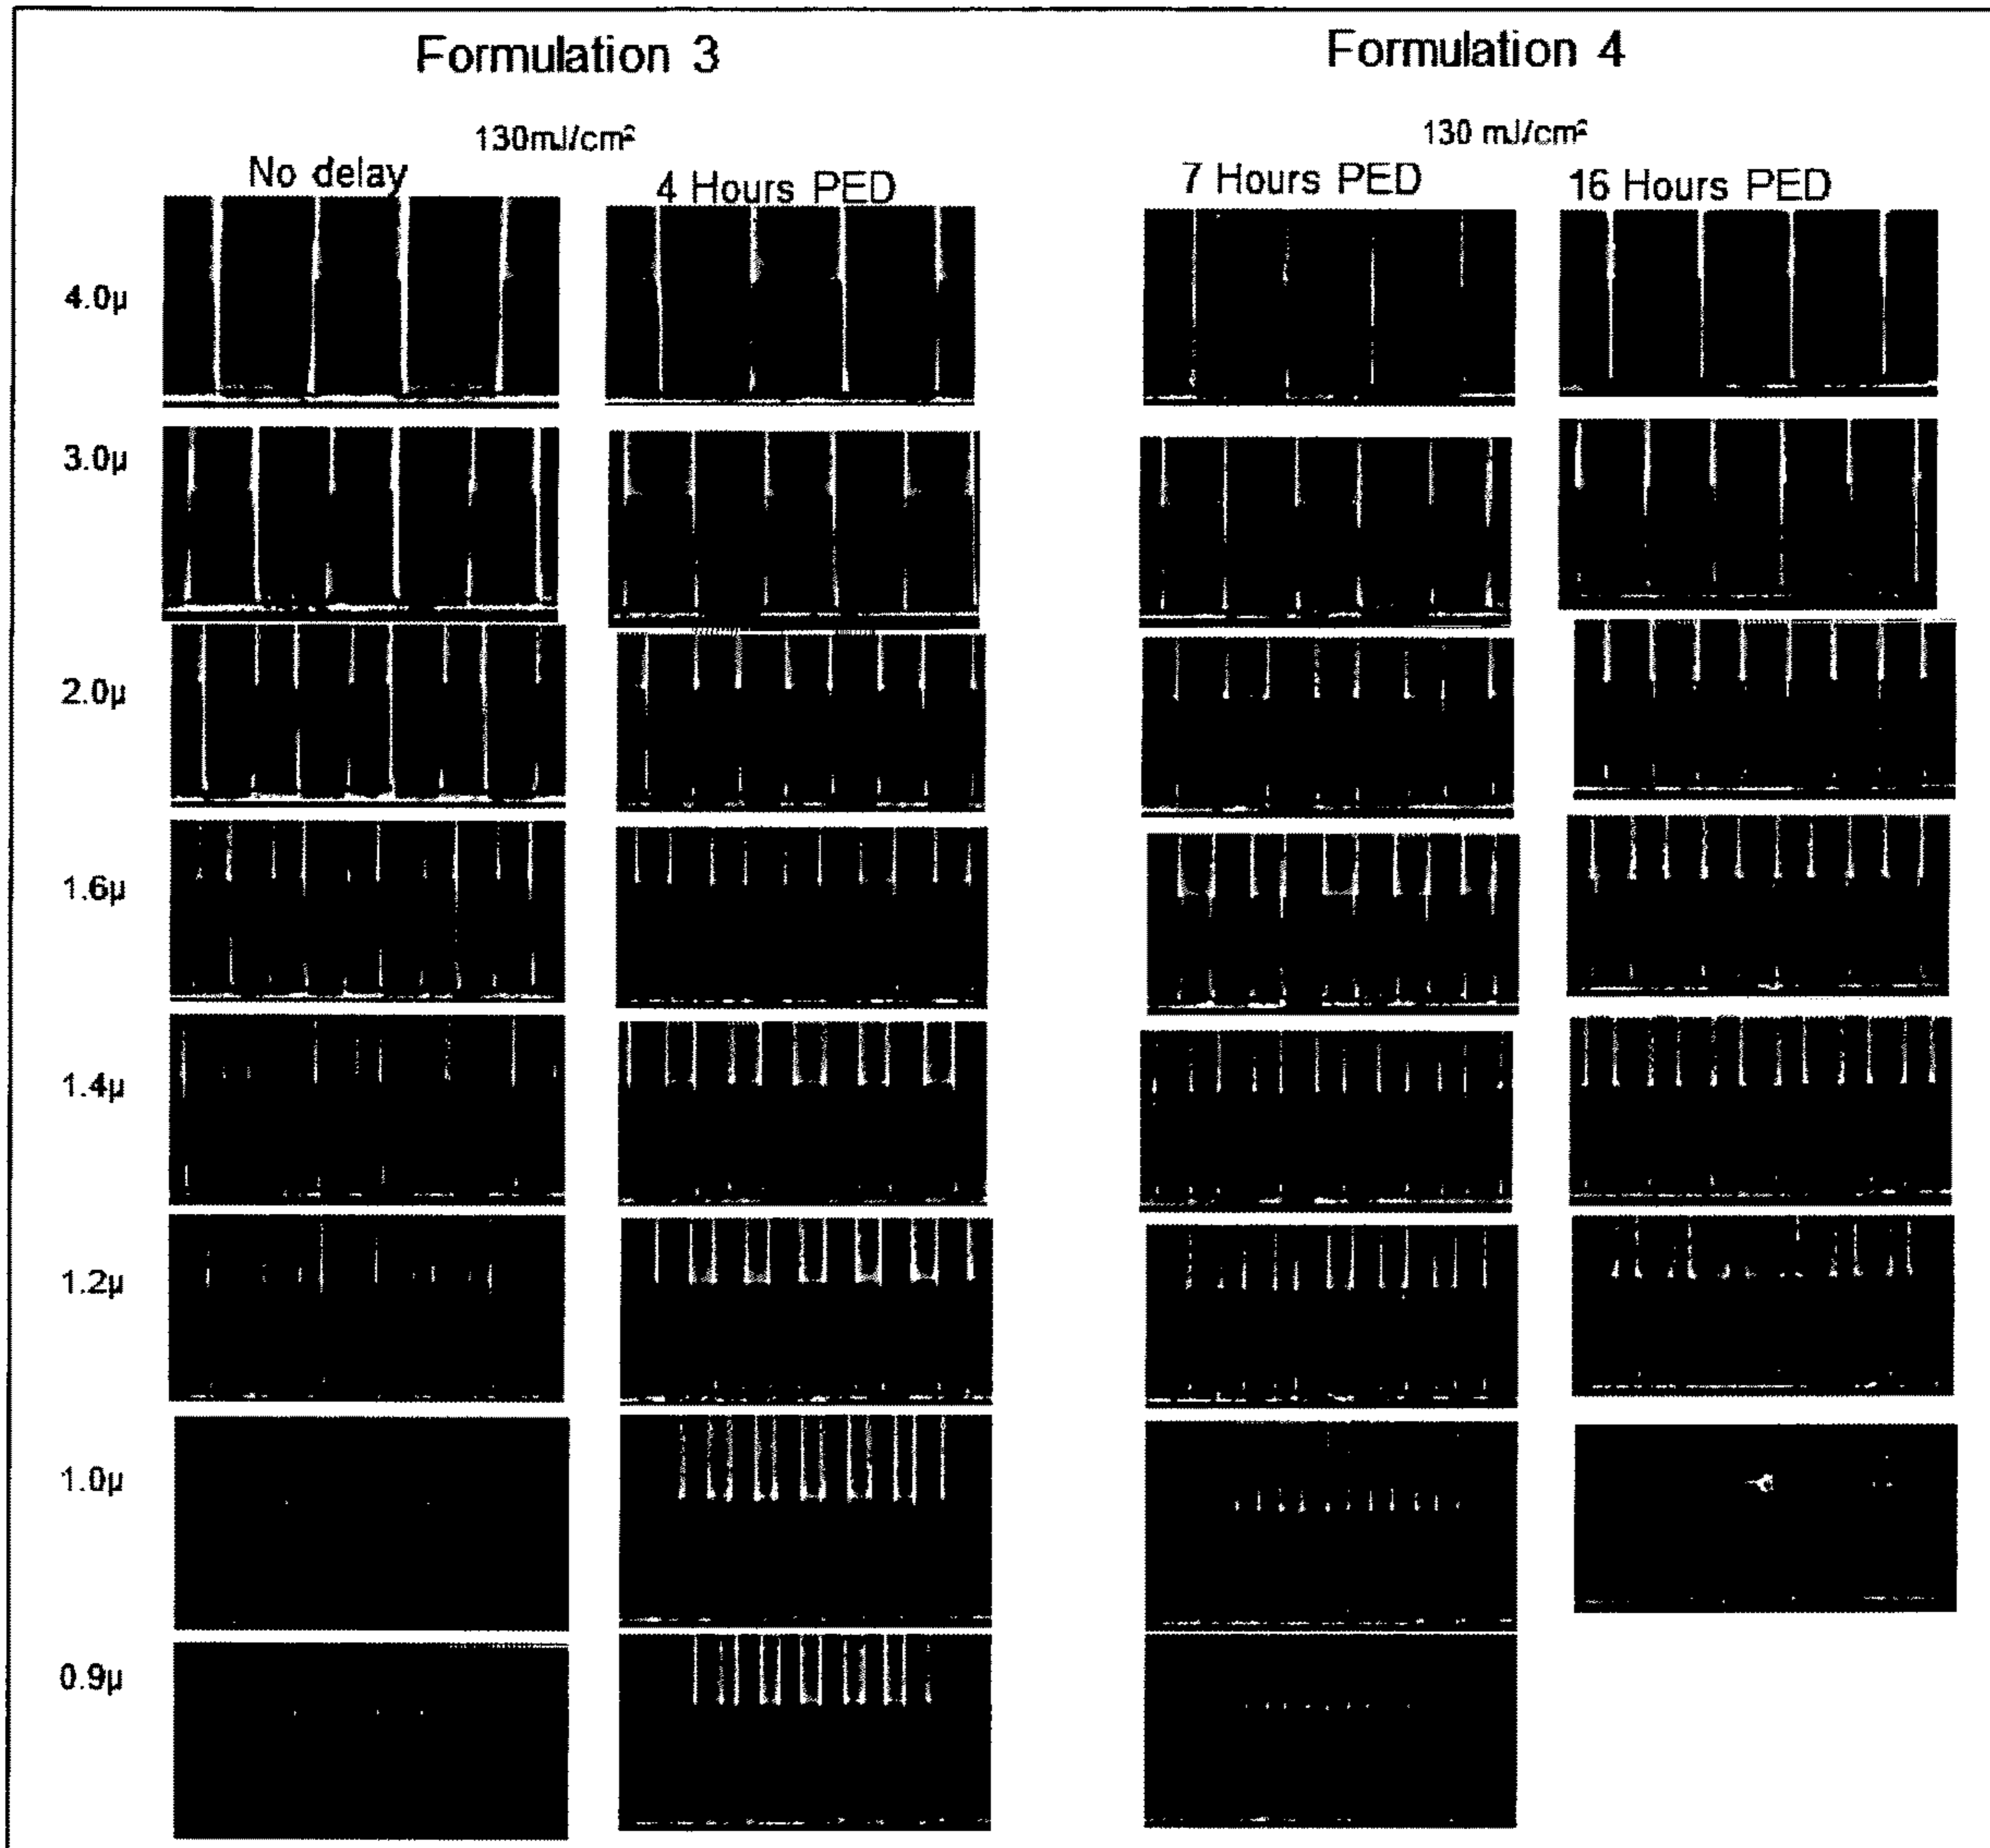 Formulation 3
Formulation 4
130mJ/cm²
130 mJ/cm²
No delay
4 Hours PED
7 Hours PED
16 Hours PED
4.0µ
3.0µ
2.0µ
1.6µ
1.4µ
1.2µ
1.0µ
0.9µ